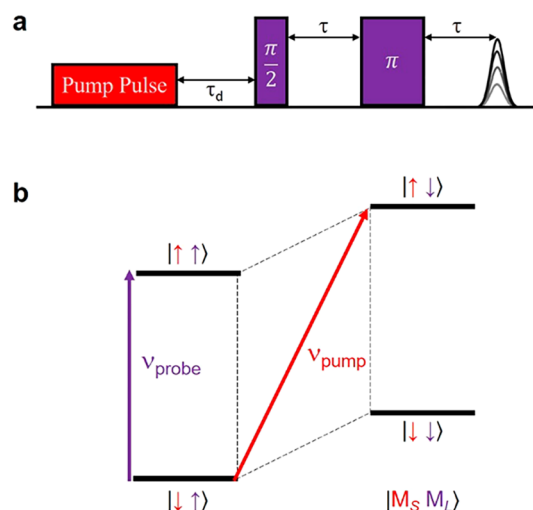 a
Pump Pulse
τd
π
2
τ
π
τ
b
|↑ ↓⟩
|↑ ↑⟩
νprobe
νpump
|↓ ↓⟩
|↓ ↑⟩
|MS MI⟩